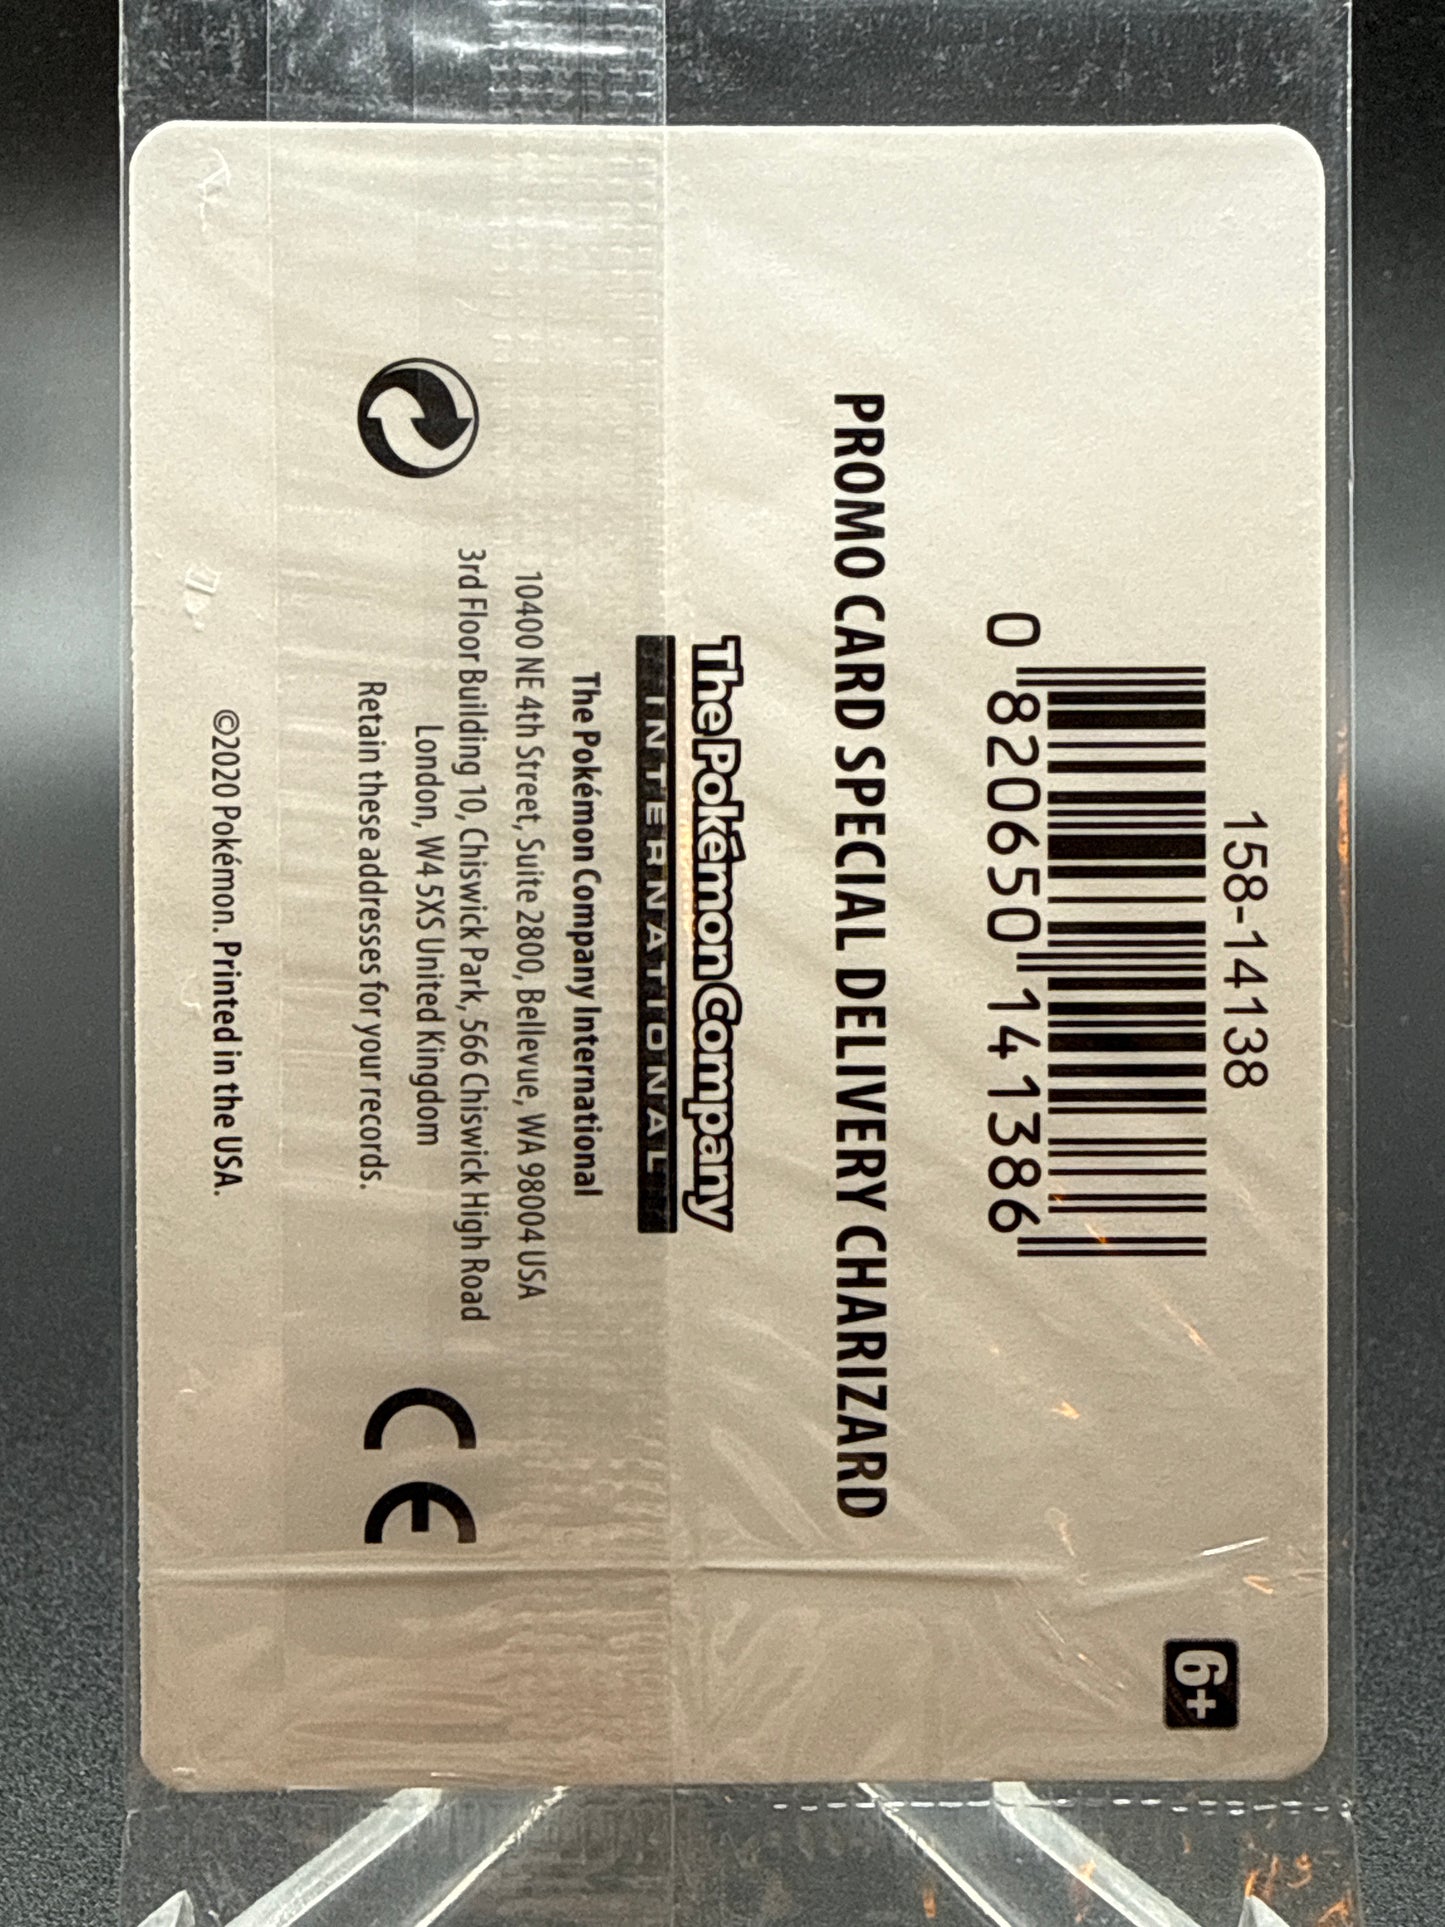 158-14138
0 820650 141386
6+
PROMO CARD SPECIAL DELIVERY CHARIZARD
The Pokémon Company
INTERNATIONAL
The Pokémon Company International
10400 NE 4th Street, Suite 2800, Bellevue, WA 98004 USA
3rd Floor Building 10, Chiswick Park, 566 Chiswick High Road
London, W4 5XS United Kingdom
Retain these addresses for your records.
CE
©2020 Pokémon. Printed in the USA.